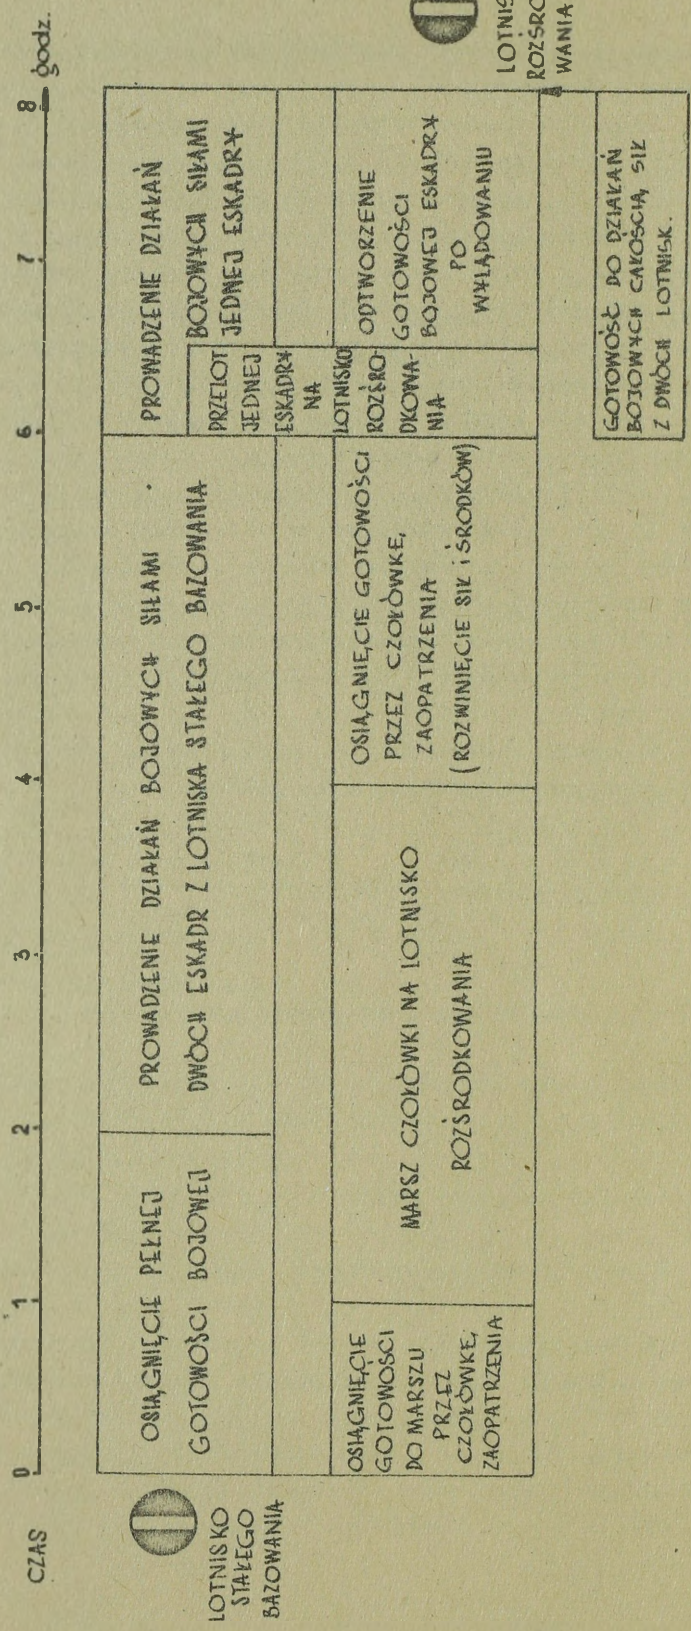 CZAS
0 1 2 3 4 5 6 7 8
godz.
LOTNISKO
STAŁEGO
BAZOWANIA
OSIĄGNIĘCIE PEŁNEJ
GOTOWOŚCI BOJOWEJ
PROWADZENIE DZIAŁAŃ BOJOWYCH SIŁAMI
DWÓCH ESKADR Z LOTNISKA STAŁEGO BAZOWANIA
PROWADZENIE DZIAŁAŃ
BOJOWYCH SIŁAMI
JEDNEJ ESKADRY
PRZELOT
JEDNEJ
ESKADRY
NA
LOTNISKO
ROZŚRO-
DKOWA-
NIA
OSIĄGNIĘCIE
GOTOWOŚCI
DO MARSZU
PRZEZ
CZOŁÓWKĘ,
ZAOPATRZENIA
MARSZ CZOŁÓWKI NA LOTNISKO
ROZŚRODKOWANIA
OSIĄGNIĘCIE GOTOWOŚCI
PRZEZ CZOŁÓWKĘ,
ZAOPATRZENIA
(ROZWINIĘCIE SIŁ i ŚRODKÓW)
ODTWORZENIE
GOTOWOŚCI
BOJOWEJ ESKADRY
PO
WYLĄDOWANIU
LOTNIS
ROZŚRO
WANIA
GOTOWOŚĆ DO DZIAŁAŃ
BOJOWYCH CAŁOŚCIĄ SIŁ
Z DWÓCH LOTNISK.